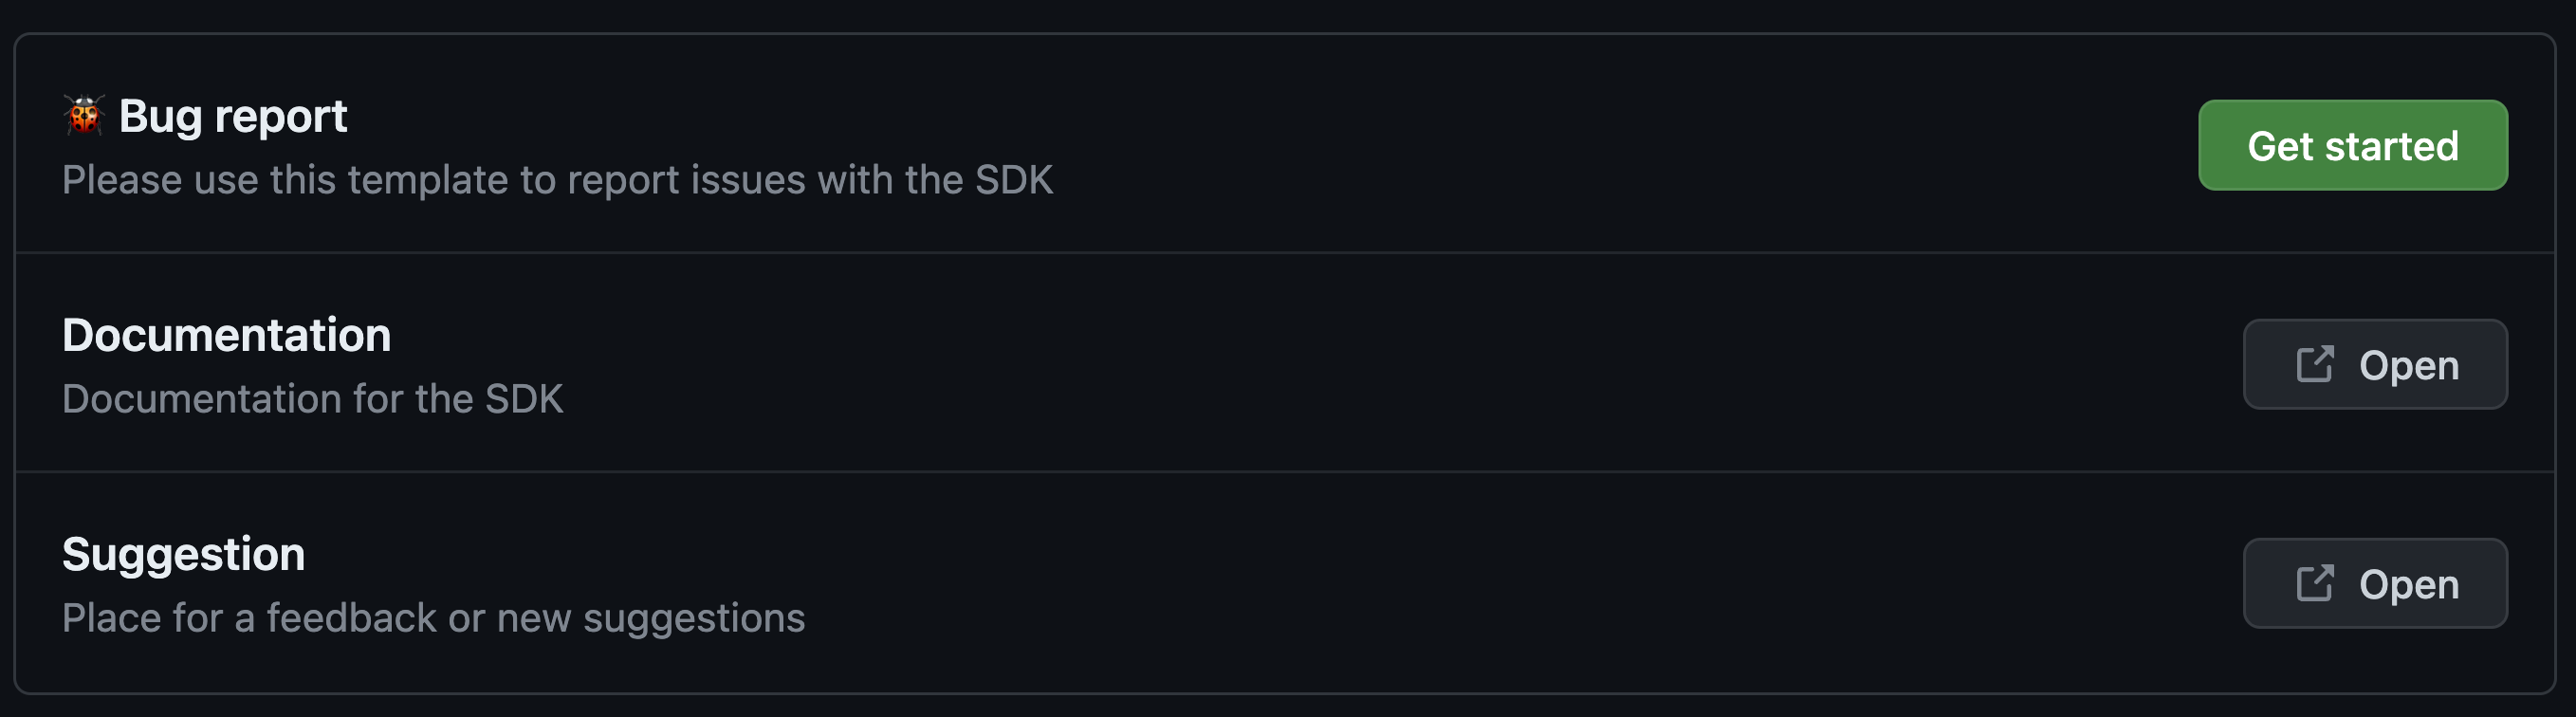 🐞 Bug report
Please use this template to report issues with the SDK
Get started
Documentation
Documentation for the SDK
Open
Suggestion
Place for a feedback or new suggestions
Open